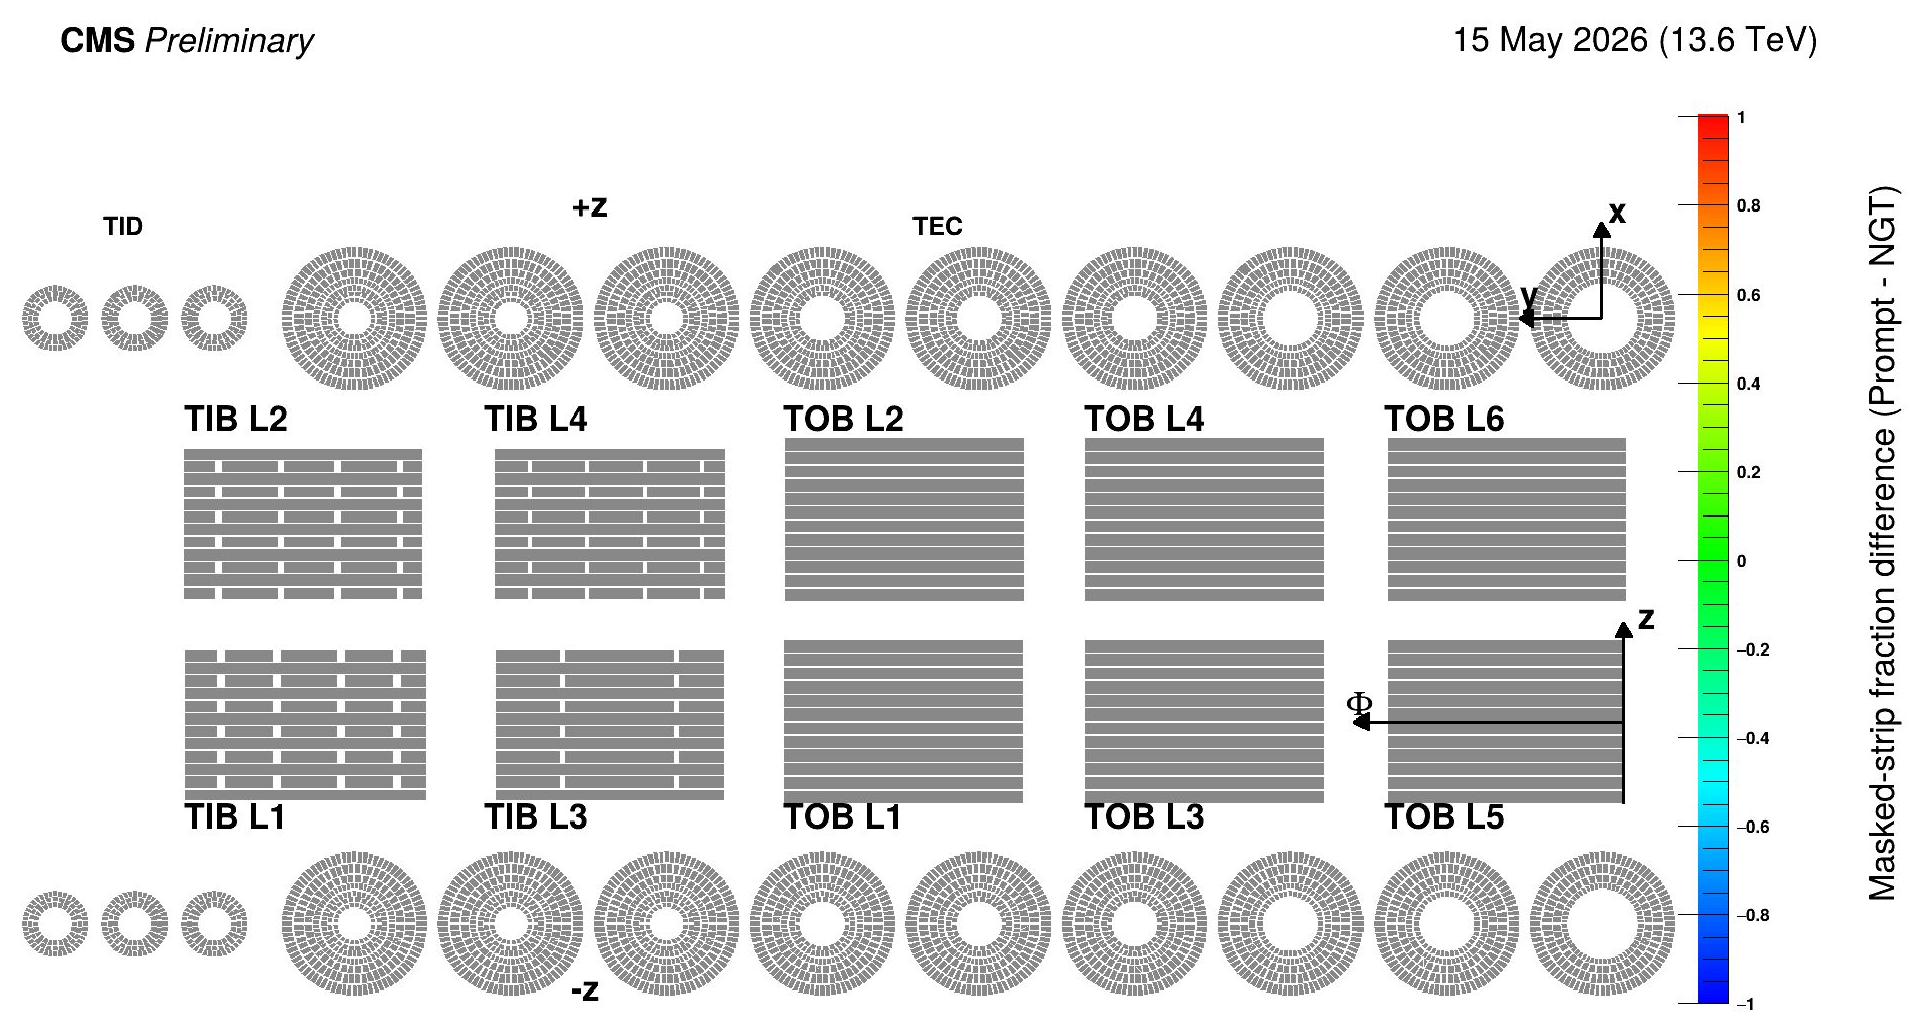 CMS Preliminary
15 May 2026 (13.6 TeV)
TID
+z
TEC
x
y
TIB L2
TIB L4
TOB L2
TOB L4
TOB L6
z
Φ
TIB L1
TIB L3
TOB L1
TOB L3
TOB L5
-z
1
0.8
0.6
0.4
0.2
0
−0.2
−0.4
−0.6
−0.8
−1
Masked-strip fraction difference (Prompt - NGT)